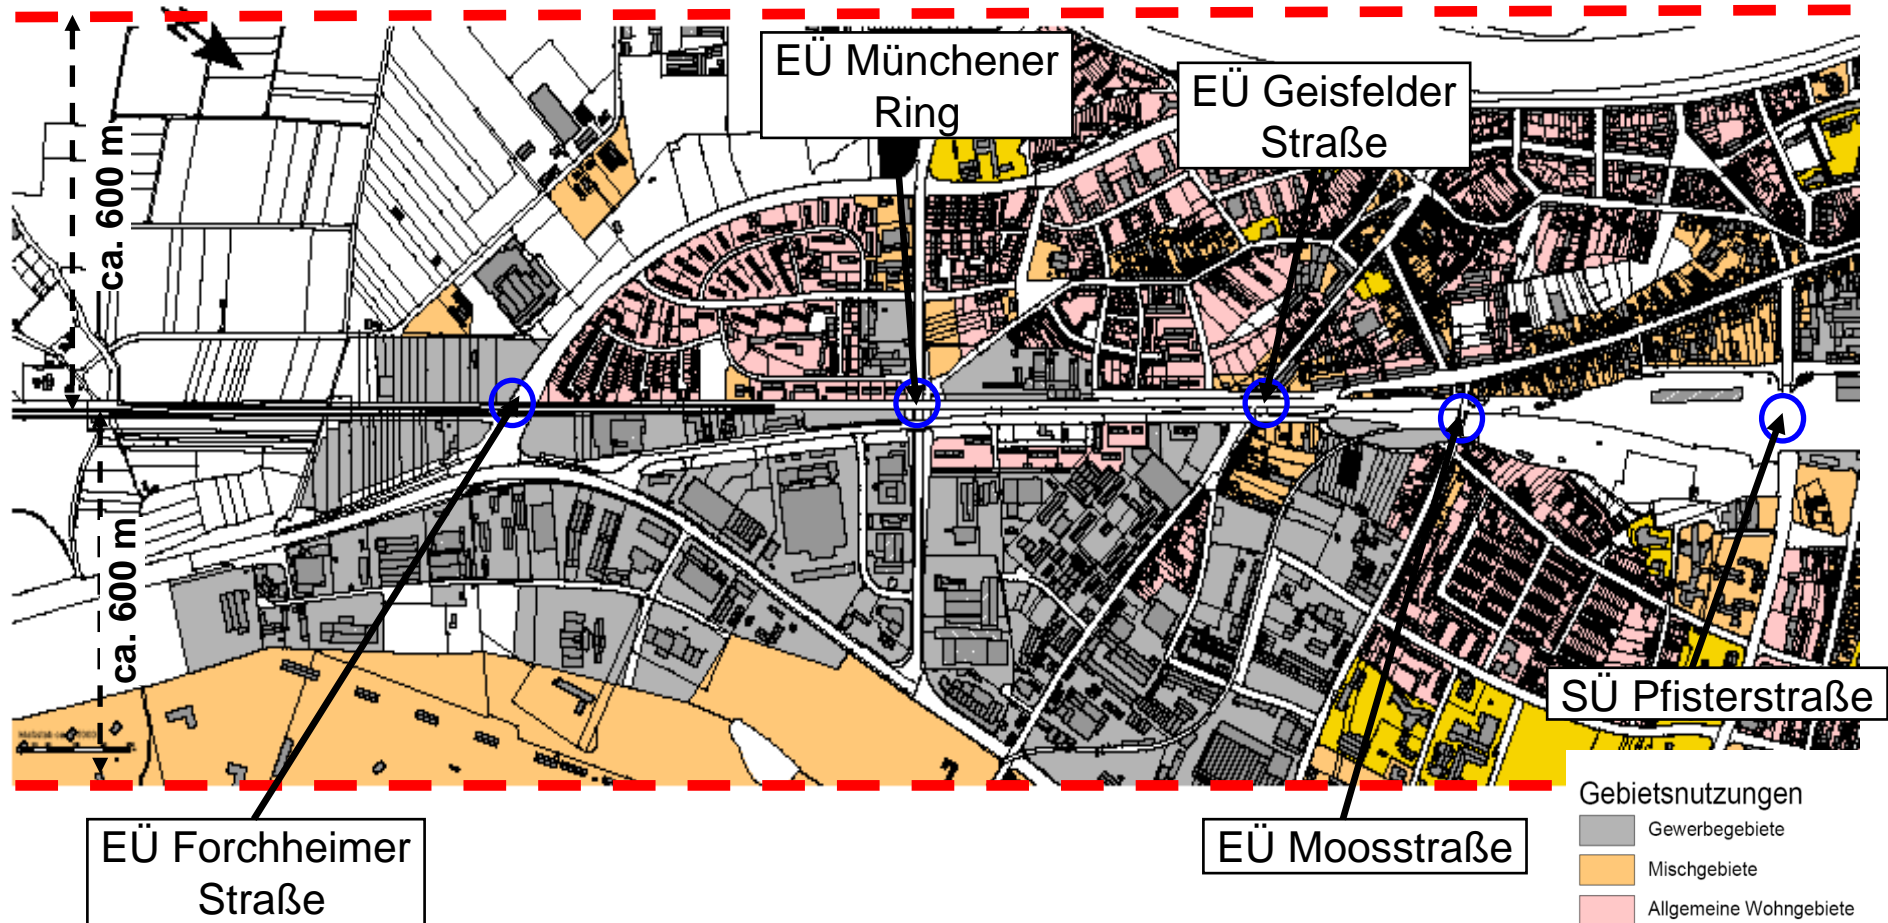 EÜ Münchener
Ring
EÜ Geisfelder
Straße
ca. 600 m
ca. 600 m
SÜ Pfisterstraße
EÜ Forchheimer
Straße
EÜ Moosstraße
Gebietsnutzungen
Gewerbegebiete
Mischgebiete
Allgemeine Wohngebiete